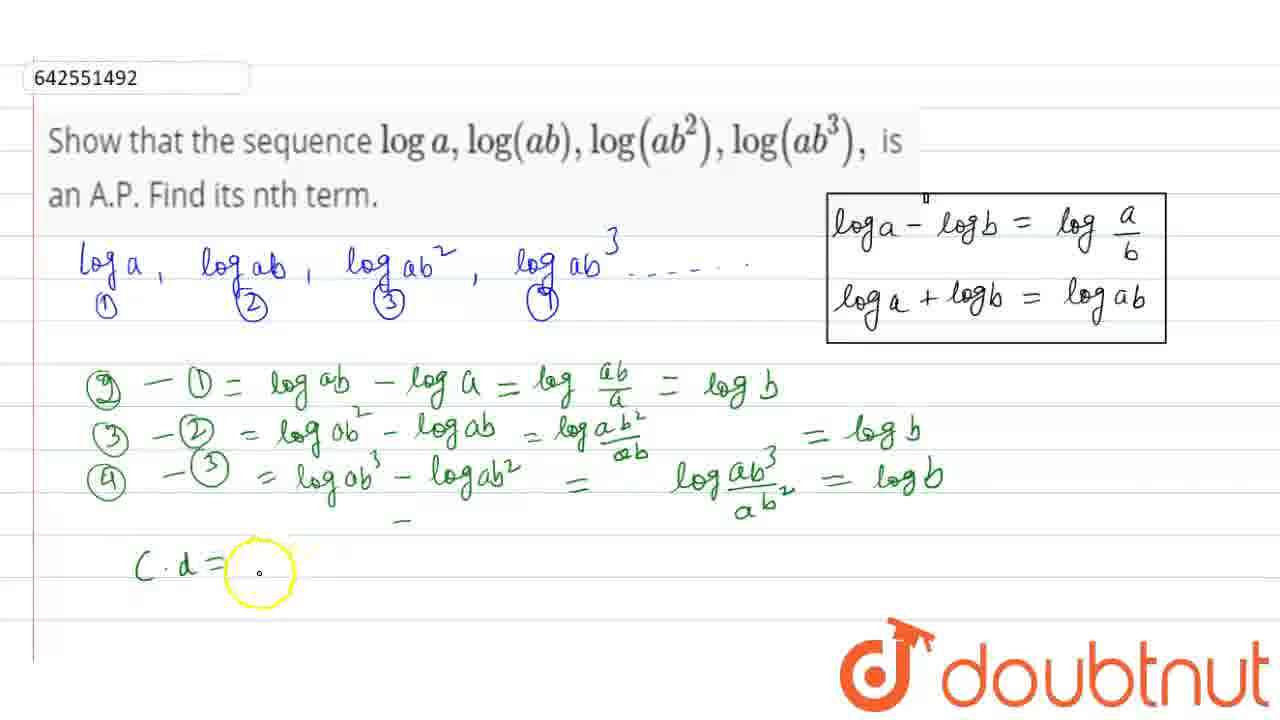 642551492
Show that the sequence log a, log(ab), log(ab²), log(ab³), is
an A.P. Find its nth term.
log a, log ab, log ab², log ab³ .......
① ② ③ ④
log a - log b = log a/b
log a + log b = log ab
② - ① = log ab - log a = log ab/a = log b
③ - ② = log ab² - log ab = log ab²/ab = log b
④ - ③ = log ab³ - log ab² = log ab³/ab² = log b
-
C.d =
doubtnut